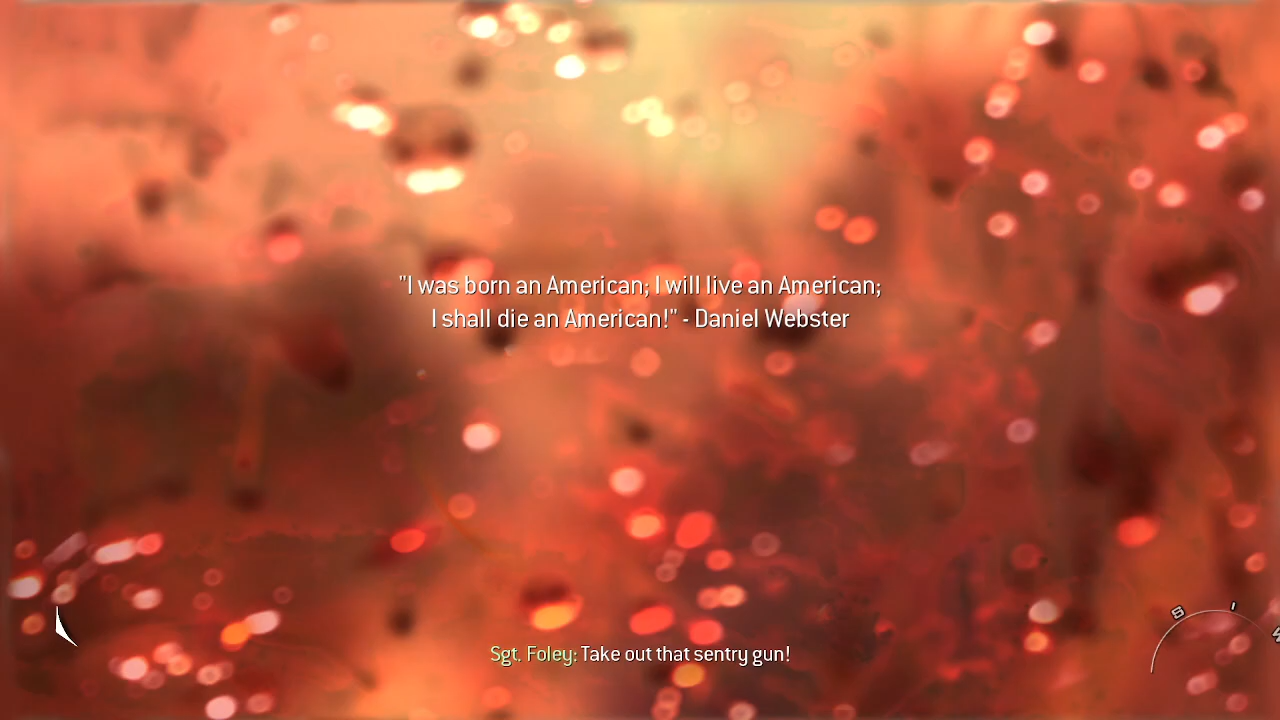 "I was born an American; I will live an American;
I shall die an American!" - Daniel Webster
Sgt. Foley: Take out that sentry gun!
S